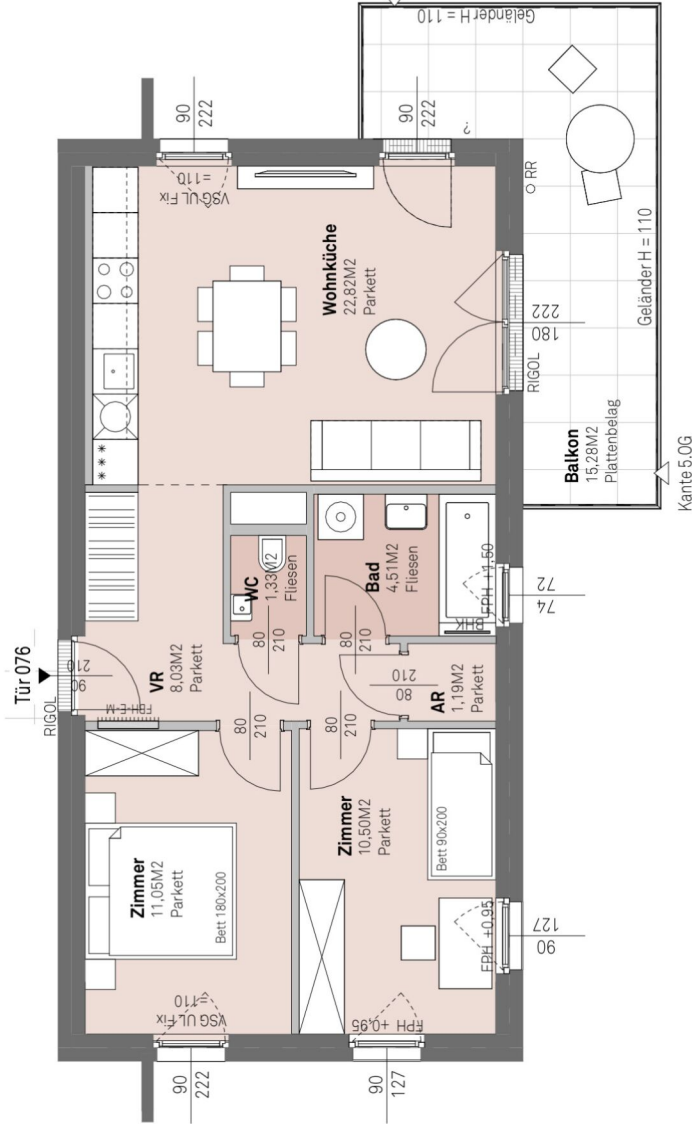 Geländer H = 110
90
222
90
222
?
VSG UL Fix
=110
RR
Wohnküche
22,82M2
Parkett
Geländer H = 110
180
222
RIGOL
Balkon
15,28M2
Plattenbelag
Kante 5.OG
***
WC
1,33M2
Fliesen
Bad
4,51M2
Fliesen
FPH +1,50
74
72
BHK
80
210
80
210
Tür 076
90
210
RIGOL
VR
8,03M2
Parkett
FBH-E-M
80
210
AR
1,19M2
Parkett
80
210
80
210
Zimmer
11,05M2
Parkett
Bett 180x200
Zimmer
10,50M2
Parkett
Bett 90x200
FPH +0,95
90
127
VSG UL Fix
=110
FPH +0,95
90
222
90
127